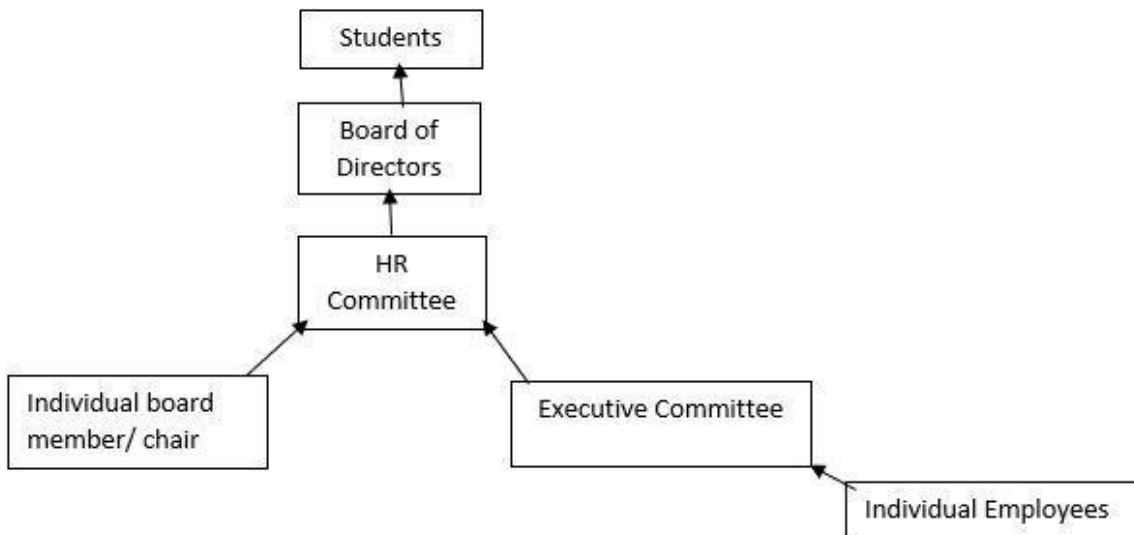 Students
Board of
Directors
HR
Committee
Individual board
member/ chair
Executive Committee
Individual Employees